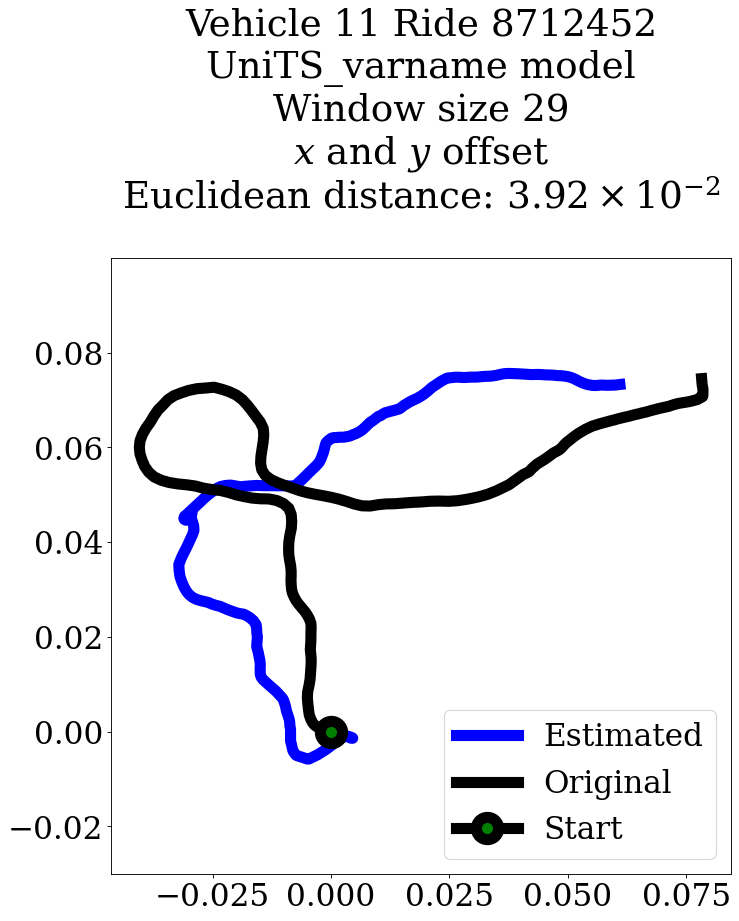 Vehicle 11 Ride 8712452
UniTS_varname model
Window size 29
x and y offset
Euclidean distance: 3.92 × 10⁻²
0.08
0.06
0.04
0.02
0.00
−0.02
Estimated
Original
Start
−0.025 0.000 0.025 0.050 0.075